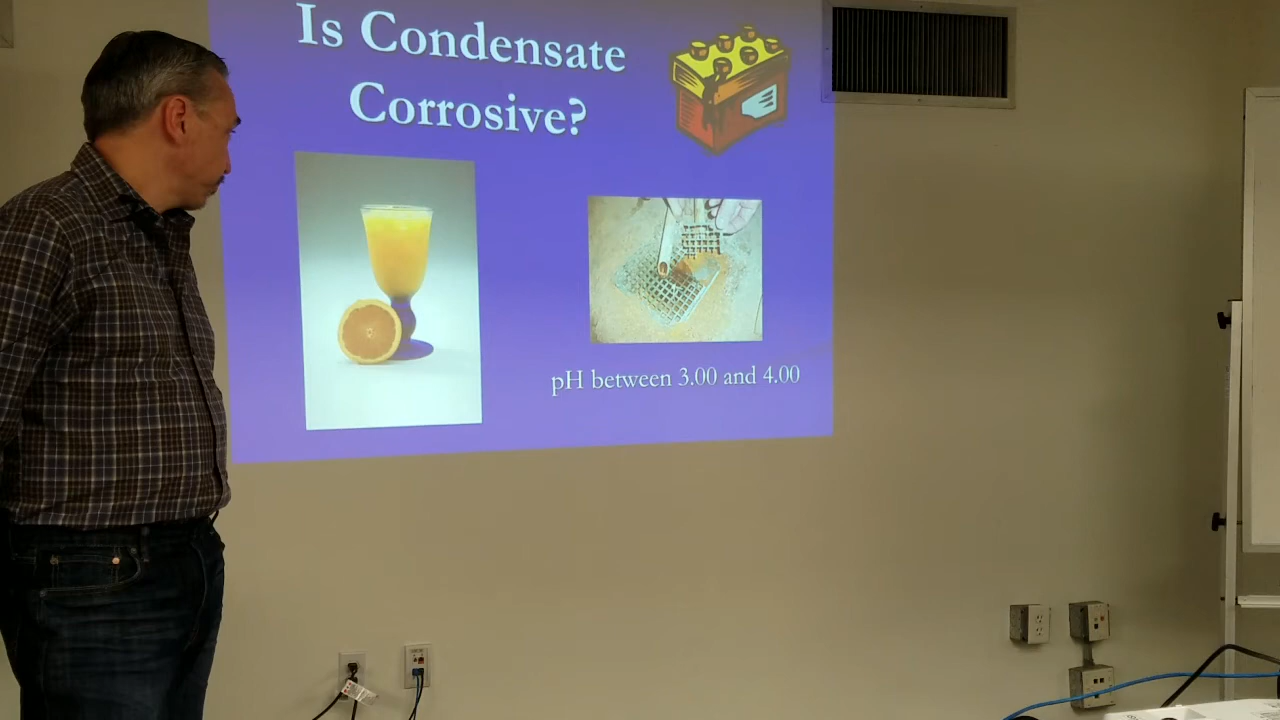 Is Condensate
Corrosive?
pH between 3.00 and 4.00